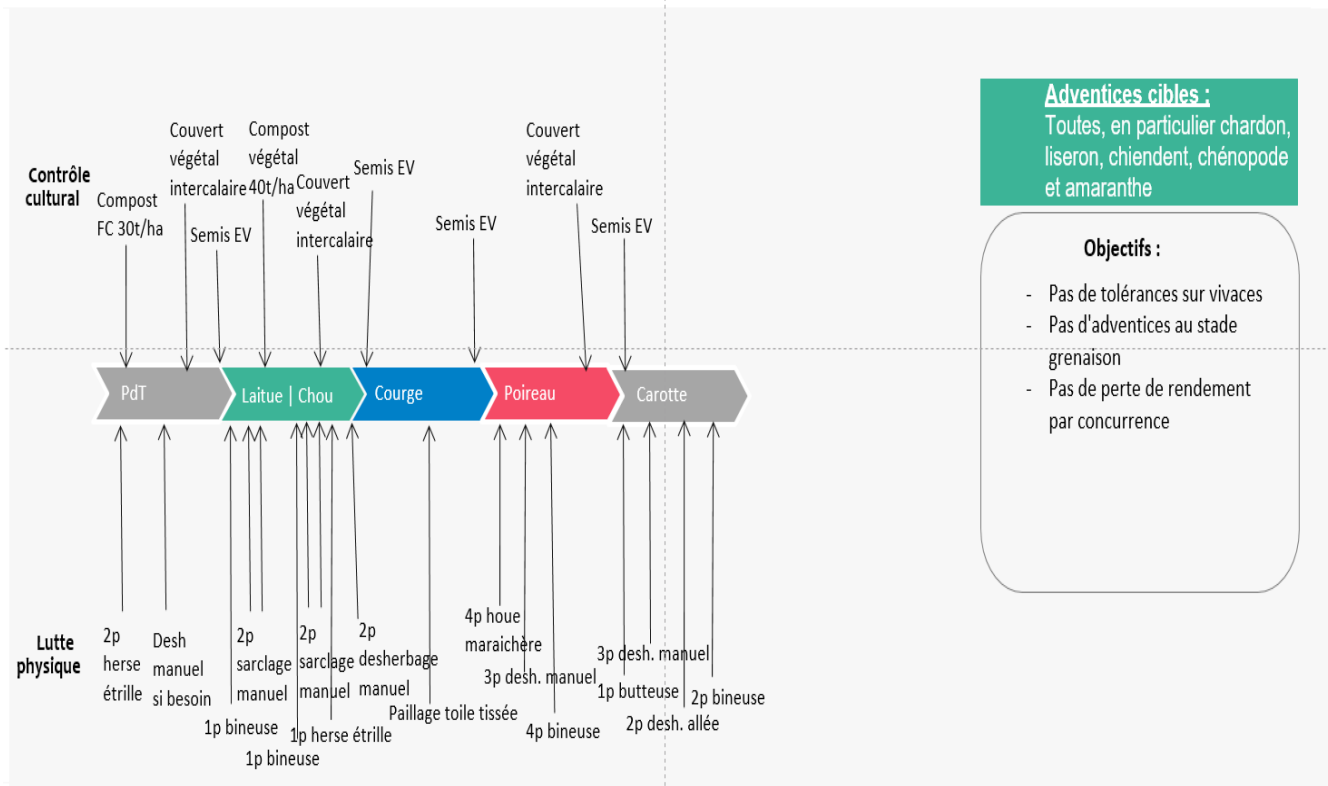 Adventices cibles :
Toutes, en particulier chardon,
liseron, chiendent, chénopode
et amaranthe
Objectifs :
- Pas de tolérances sur vivaces
- Pas d'adventices au stade
grenaison
- Pas de perte de rendement
par concurrence
Contrôle
cultural
Compost
FC 30t/ha
Couvert
végétal
intercalaire
Semis EV
Compost
végétal
40t/ha
Couvert
végétal
intercalaire
Semis EV
Semis EV
Couvert
végétal
intercalaire
Semis EV
PdT
Laitue | Chou
Courge
Poireau
Carotte
Lutte
physique
2p
herse
étrille
Desh
manuel
si besoin
1p bineuse
2p
sarclage
manuel
1p bineuse
2p
sarclage
manuel
1p herse étrille
2p
desherbage
manuel
Paillage toile tissée
4p houe
maraichère
3p desh. manuel
4p bineuse
1p butteuse
3p desh. manuel
2p desh. allée
2p bineuse